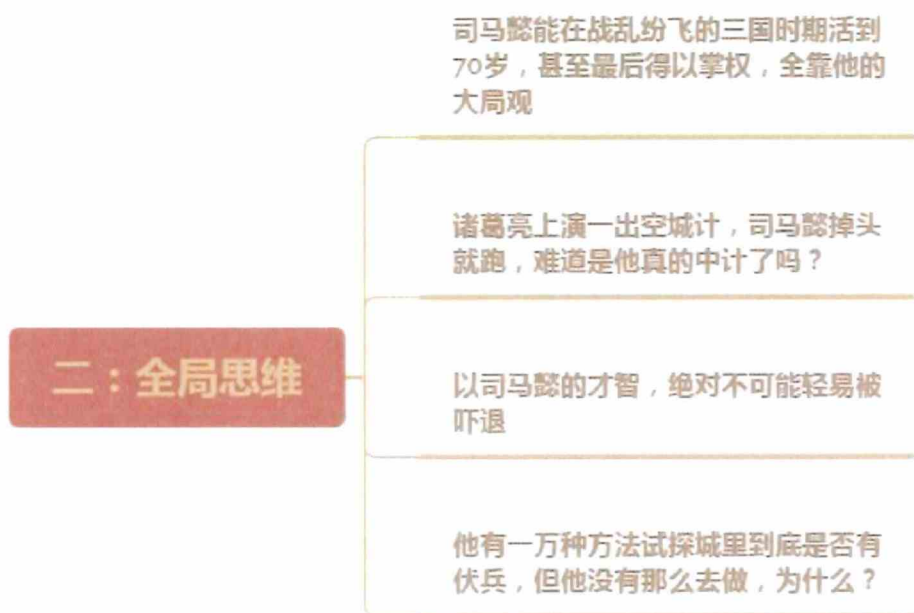 司马懿能在战乱纷飞的三国时期活到
70岁，甚至最后得以掌权，全靠他的
大局观
诸葛亮上演一出空城计，司马懿掉头
就跑，难道是他真的中计了吗？
二：全局思维
以司马懿的才智，绝对不可能轻易被
吓退
他有一万种方法试探城里到底是否有
伏兵，但他没有那么去做，为什么？